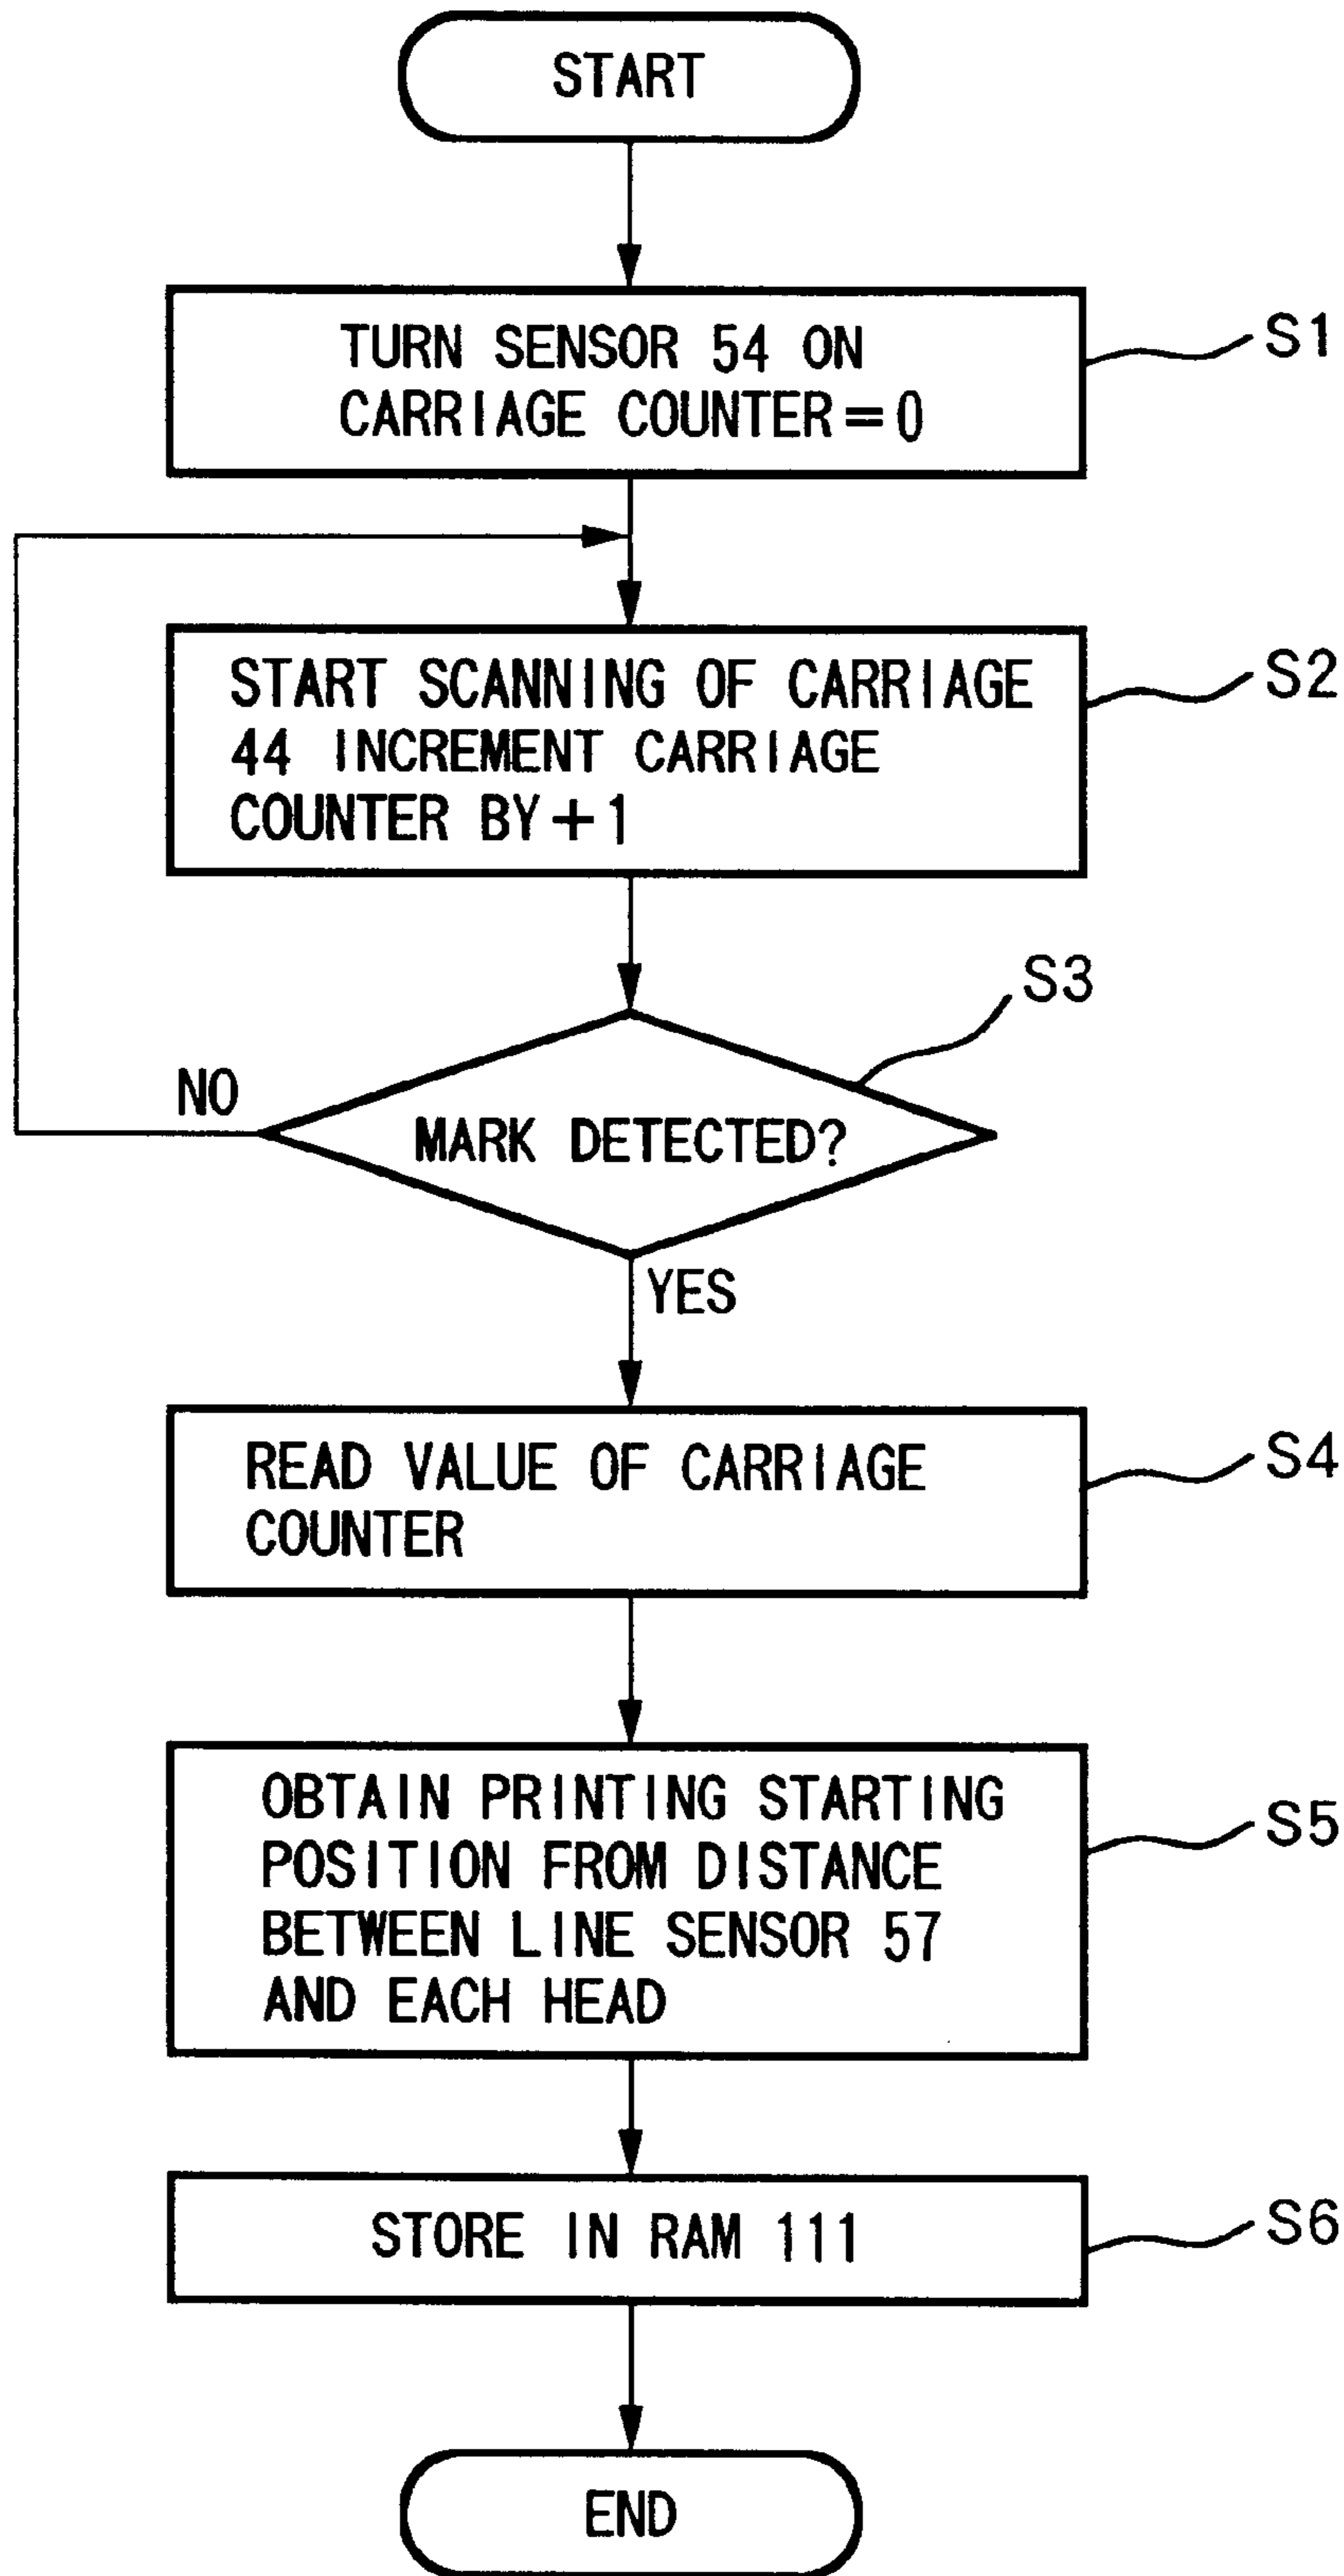 START
TURN SENSOR 54 ON
CARRIAGE COUNTER=0
S1
START SCANNING OF CARRIAGE
44 INCREMENT CARRIAGE
COUNTER BY+1
S2
S3
NO
MARK DETECTED?
YES
READ VALUE OF CARRIAGE
COUNTER
S4
OBTAIN PRINTING STARTING
POSITION FROM DISTANCE
BETWEEN LINE SENSOR 57
AND EACH HEAD
S5
STORE IN RAM 111
S6
END